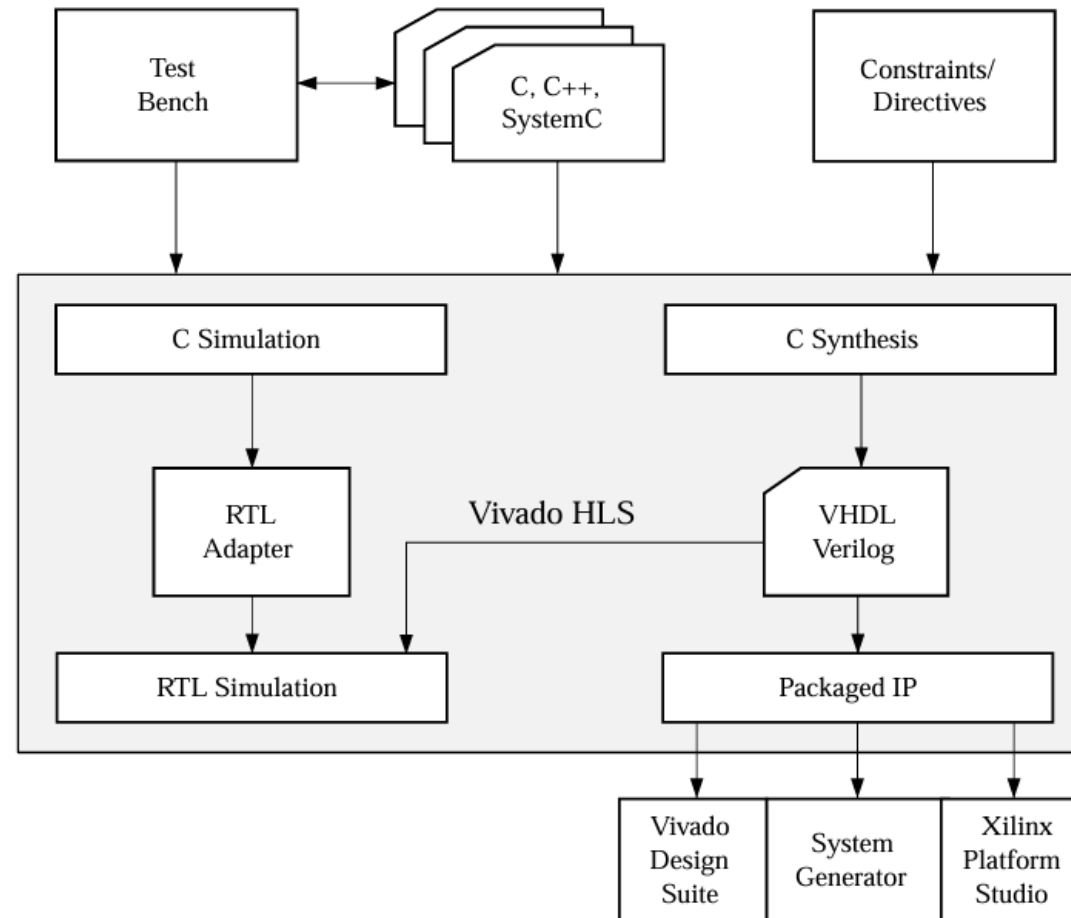 Test
Bench
C, C++,
SystemC
Constraints/
Directives
C Simulation
C Synthesis
RTL
Adapter
Vivado HLS
VHDL
Verilog
RTL Simulation
Packaged IP
Vivado
Design
Suite
System
Generator
Xilinx
Platform
Studio